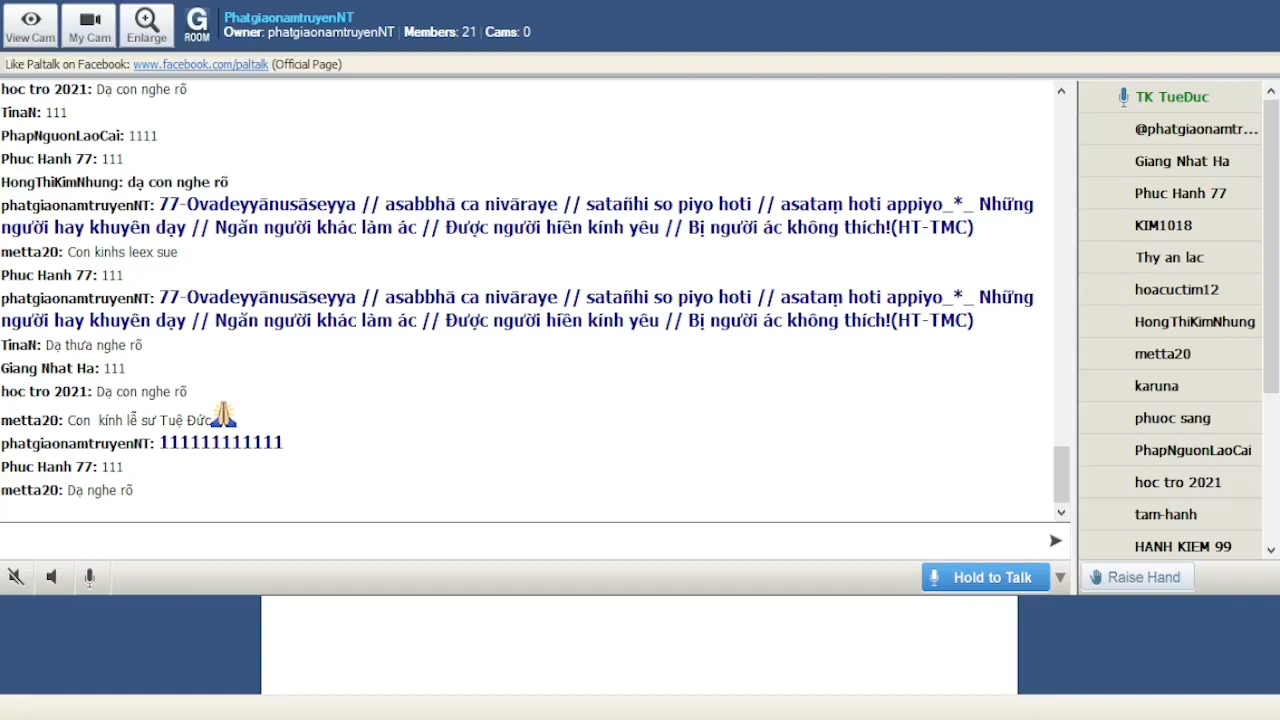 View Cam
My Cam
Enlarge
G
ROOM
PhatgiaonamtruyenNT
Owner: phatgiaonamtruyenNT | Members: 21 | Cams: 0
Like Paltalk on Facebook: www.facebook.com/paltalk (Official Page)
hoc tro 2021: Dạ con nghe rõ
TinaN: 111
PhapNguonLaoCai: 1111
Phuc Hanh 77: 111
HongThiKimNhung: dạ con nghe rõ
phatgiaonamtruyenNT: 77-Ovadeyyānusāseyya // asabbhā ca nivāraye // satañhi so piyo hoti // asataṃ hoti appiyo_*_ Những
người hay khuyên dạy // Ngăn người khác làm ác // Được người hiền kính yêu // Bị người ác không thích!(HT-TMC)
metta20: Con kinhs leex sue
Phuc Hanh 77: 111
phatgiaonamtruyenNT: 77-Ovadeyyānusāseyya // asabbhā ca nivāraye // satañhi so piyo hoti // asataṃ hoti appiyo_*_ Những
người hay khuyên dạy // Ngăn người khác làm ác // Được người hiền kính yêu // Bị người ác không thích!(HT-TMC)
TinaN: Dạ thưa nghe rõ
Giang Nhat Ha: 111
hoc tro 2021: Dạ con nghe rõ
metta20: Con kính lễ sư Tuệ Đức
phatgiaonamtruyenNT: 111111111111
Phuc Hanh 77: 111
metta20: Dạ nghe rõ
Hold to Talk
TK TueDuc
@phatgiaonamtr...
Giang Nhat Ha
Phuc Hanh 77
KIM1018
Thy an lac
hoacuctim12
HongThiKimNhung
metta20
karuna
phuoc sang
PhapNguonLaoCai
hoc tro 2021
tam-hanh
HANH KIEM 99
Raise Hand